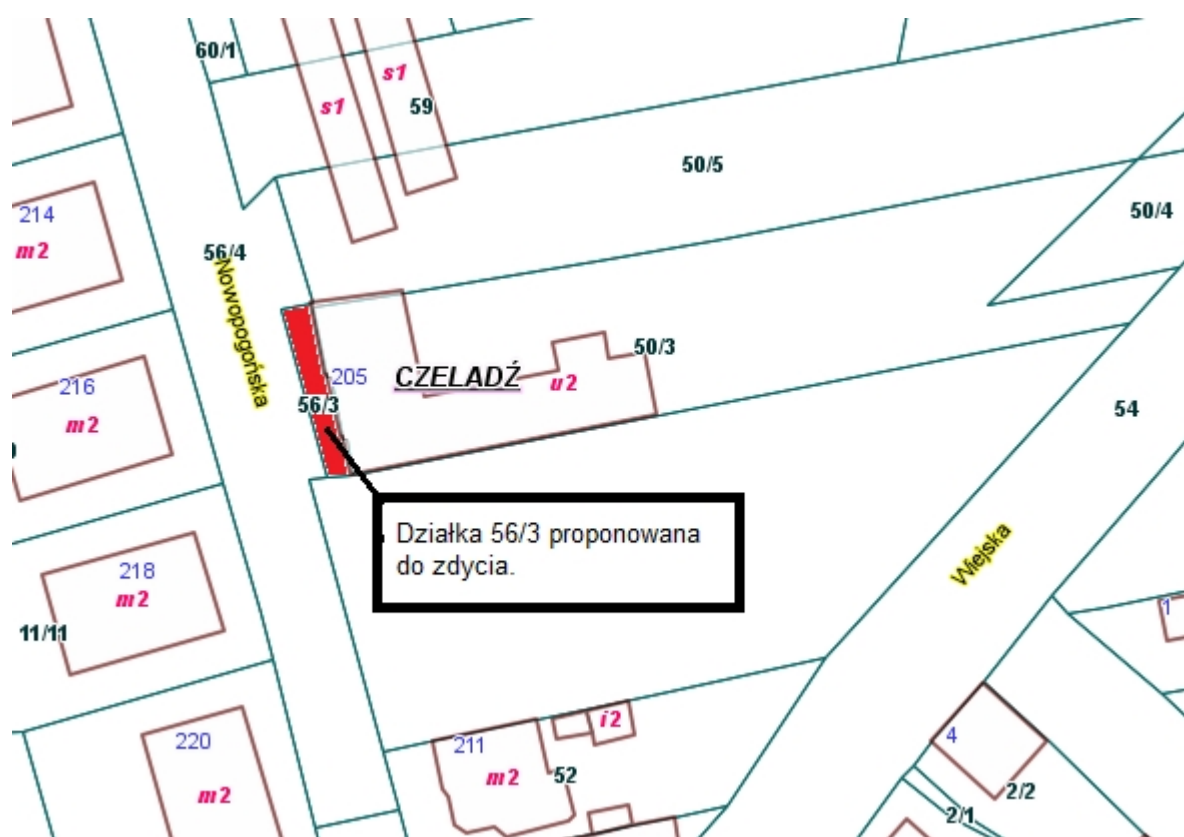 60/1
s1
s1
59
50/5
214
m2
50/4
56/4
Nowopogońska
50/3
205
CZELADŹ
u2
216
m2
56/3
54
Działka 56/3 proponowana
do zdycia.
Wiejska
218
m2
11/11
1
i2
220
m2
211
m2
52
4
2/2
2/1